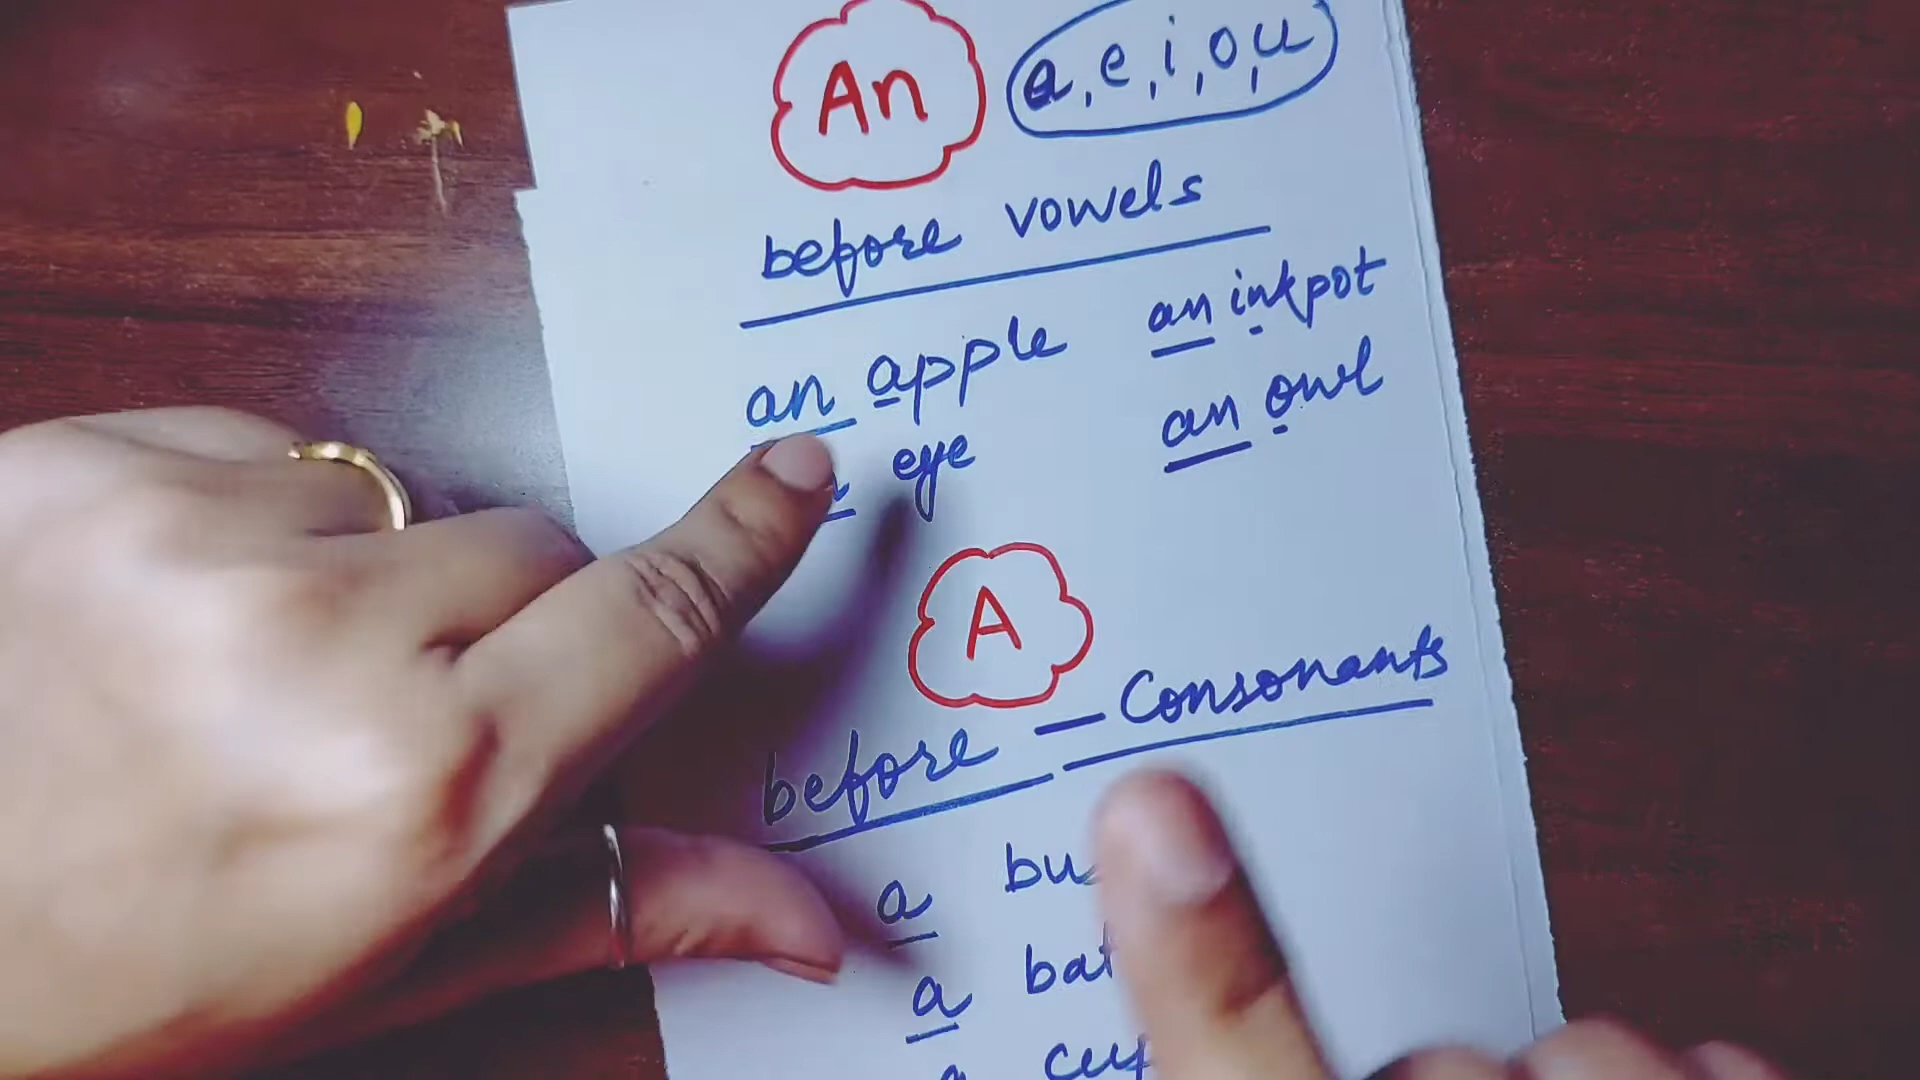 An a, e, i, o, u
before vowels
an apple an inkpot
eye an owl
A
before - Consonants
a
a